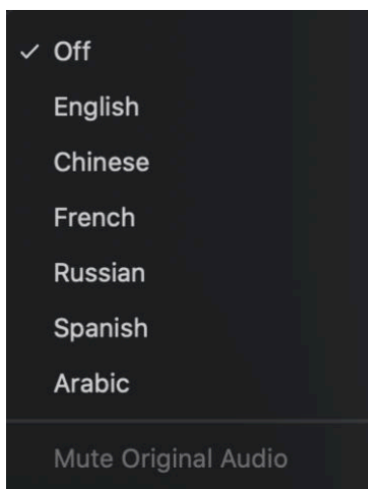 Off
English
Chinese
French
Russian
Spanish
Arabic
Mute Original Audio